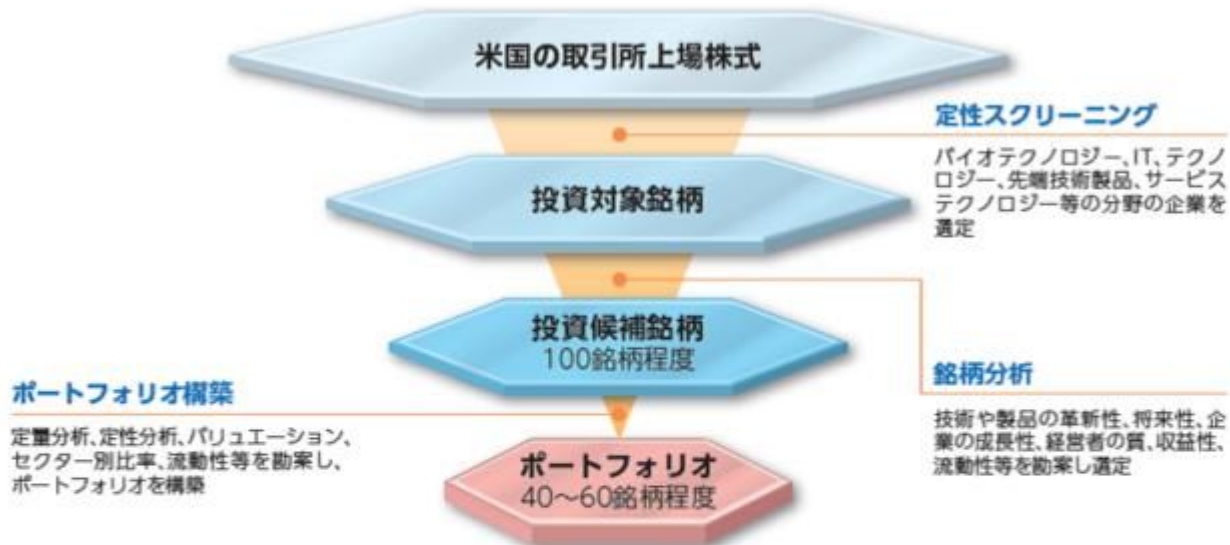 米国の取引所上場株式
定性スクリーニング
バイオテクノロジー、IT、テクノ
ロジー、先端技術製品、サービス
テクノロジー等の分野の企業を
選定
投資対象銘柄
投資候補銘柄
100銘柄程度
銘柄分析
技術や製品の革新性、将来性、企
業の成長性、経営者の質、収益性、
流動性等を勘案し選定
ポートフォリオ構築
定量分析、定性分析、バリュエーション、
セクター別比率、流動性等を勘案し、
ポートフォリオを構築
ポートフォリオ
40〜60銘柄程度